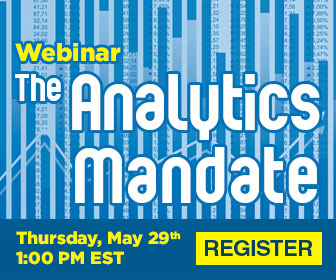 Webinar
The Analytics
Mandate
Thursday, May 29th
1:00 PM EST
REGISTER